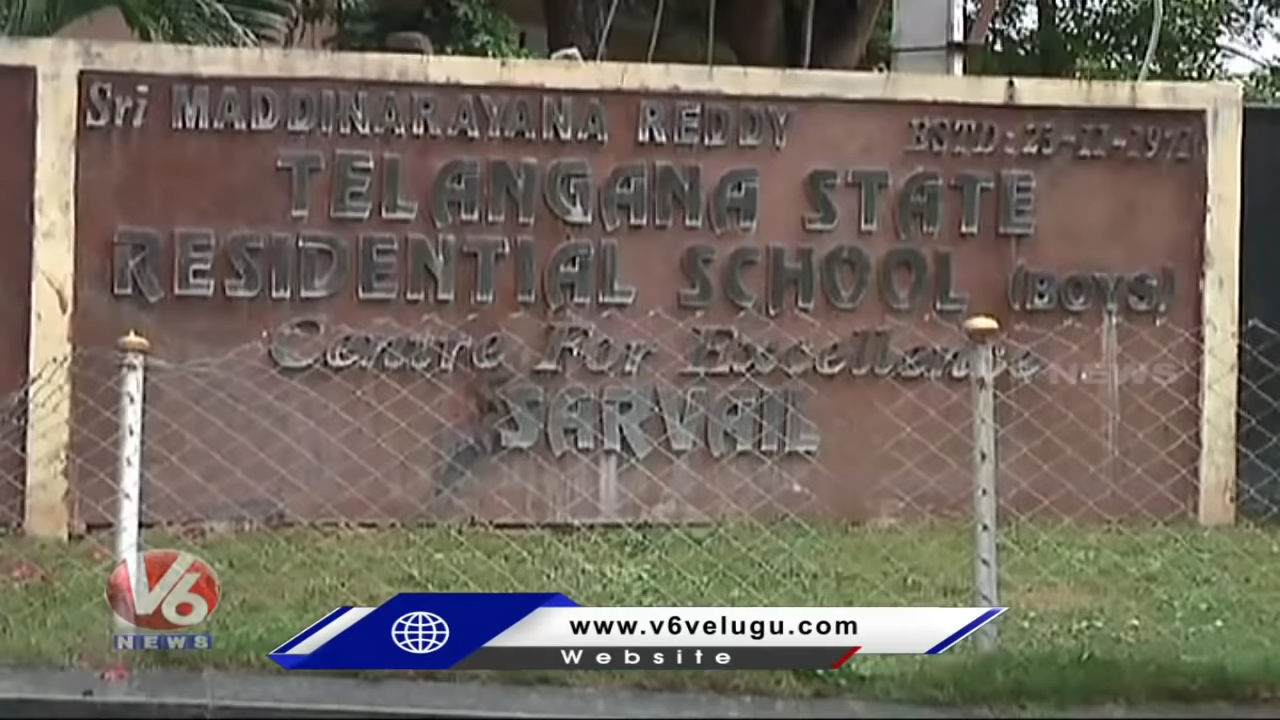 Sri MADDINARAYANA REDDY ESTD: 23-11-1971
TELANGANA STATE
RESIDENTIAL SCHOOL (BOYS)
Centre For Excellence
SARVAIL
NEWS
V6
NEWS
www.v6velugu.com
Website